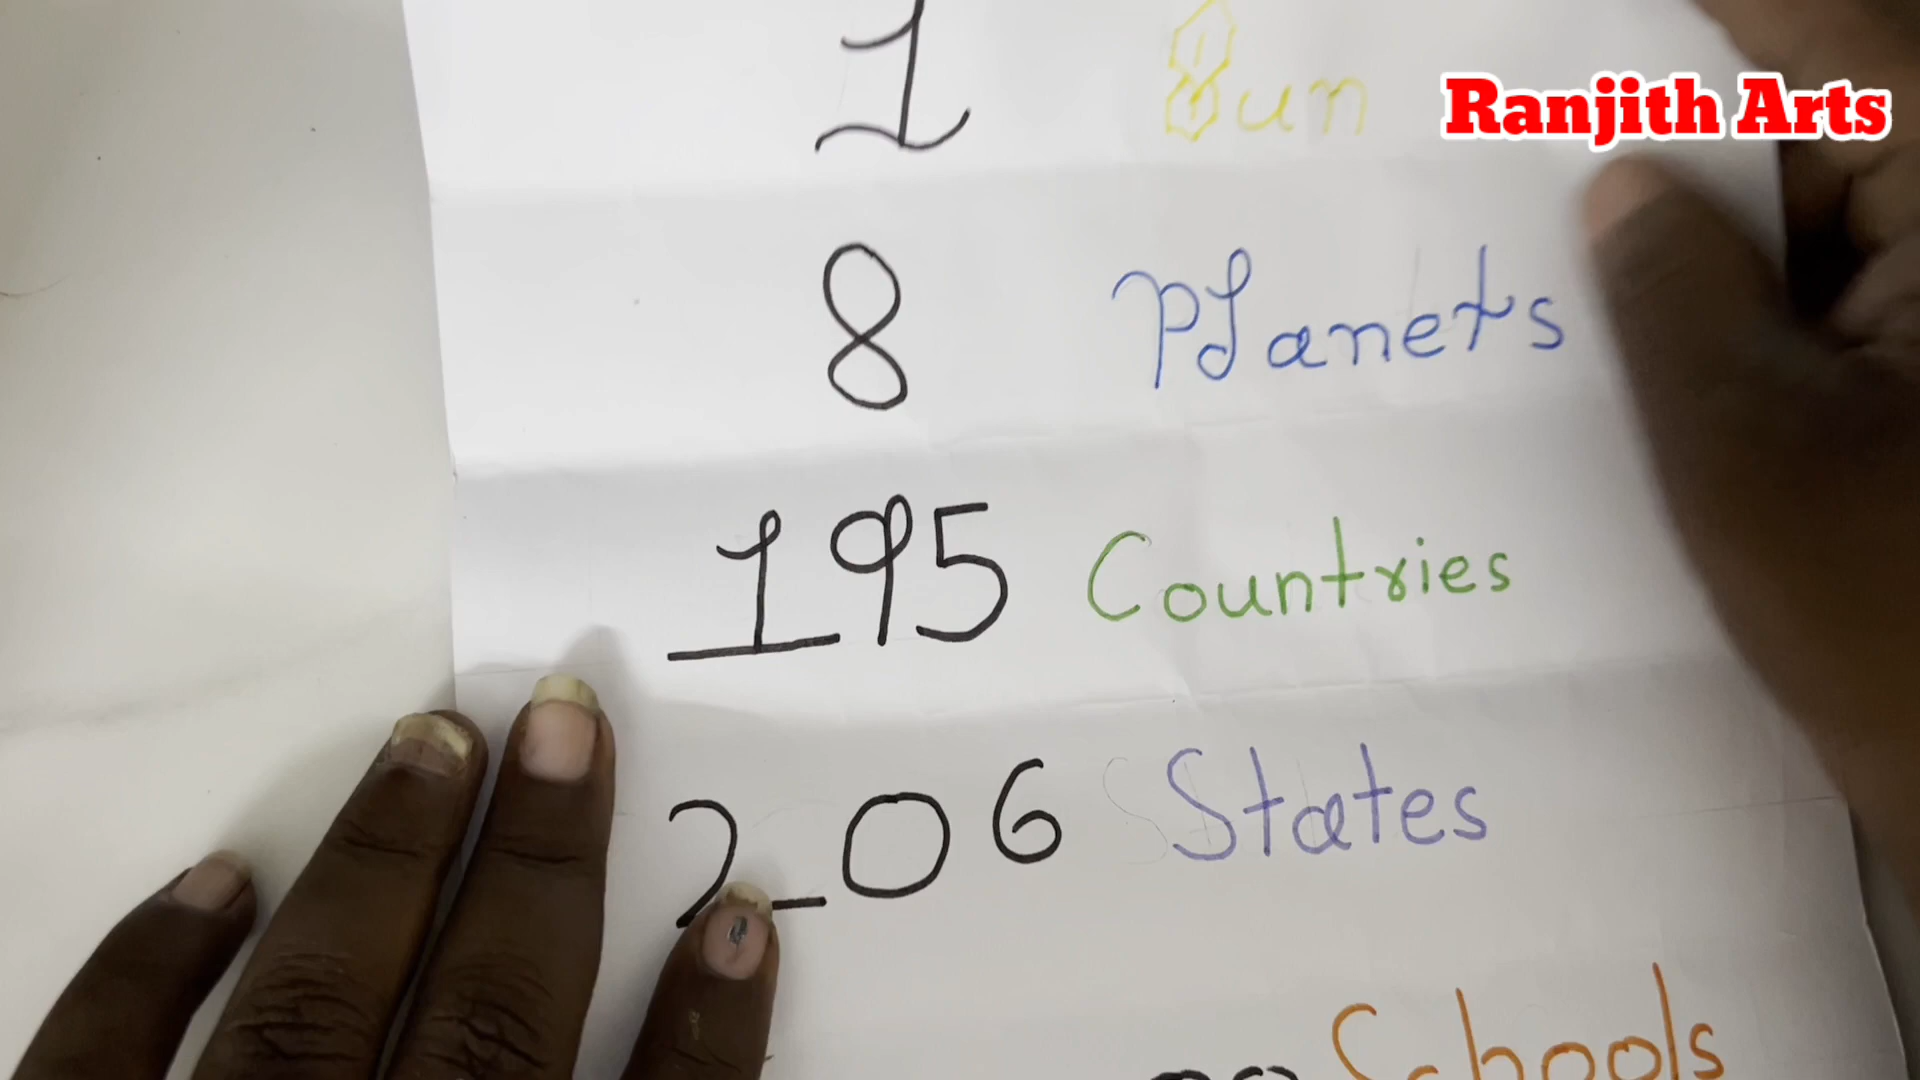 1 Sun
Ranjith Arts
8 Planets
195 Countries
206 States
Schools